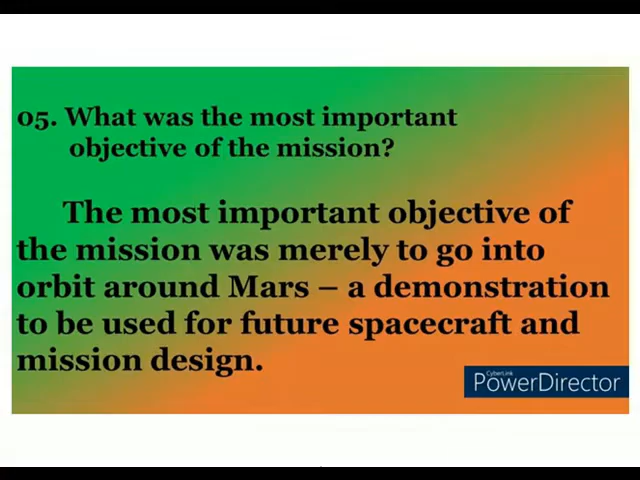 05. What was the most important
objective of the mission?
The most important objective of
the mission was merely to go into
orbit around Mars – a demonstration
to be used for future spacecraft and
mission design.
CyberLink
PowerDirector